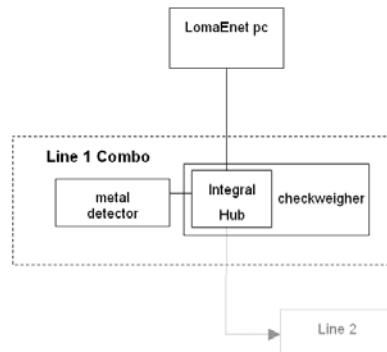 LomaEnet pc
Line 1 Combo
metal
detector
Integral
Hub
checkweigher
Line 2